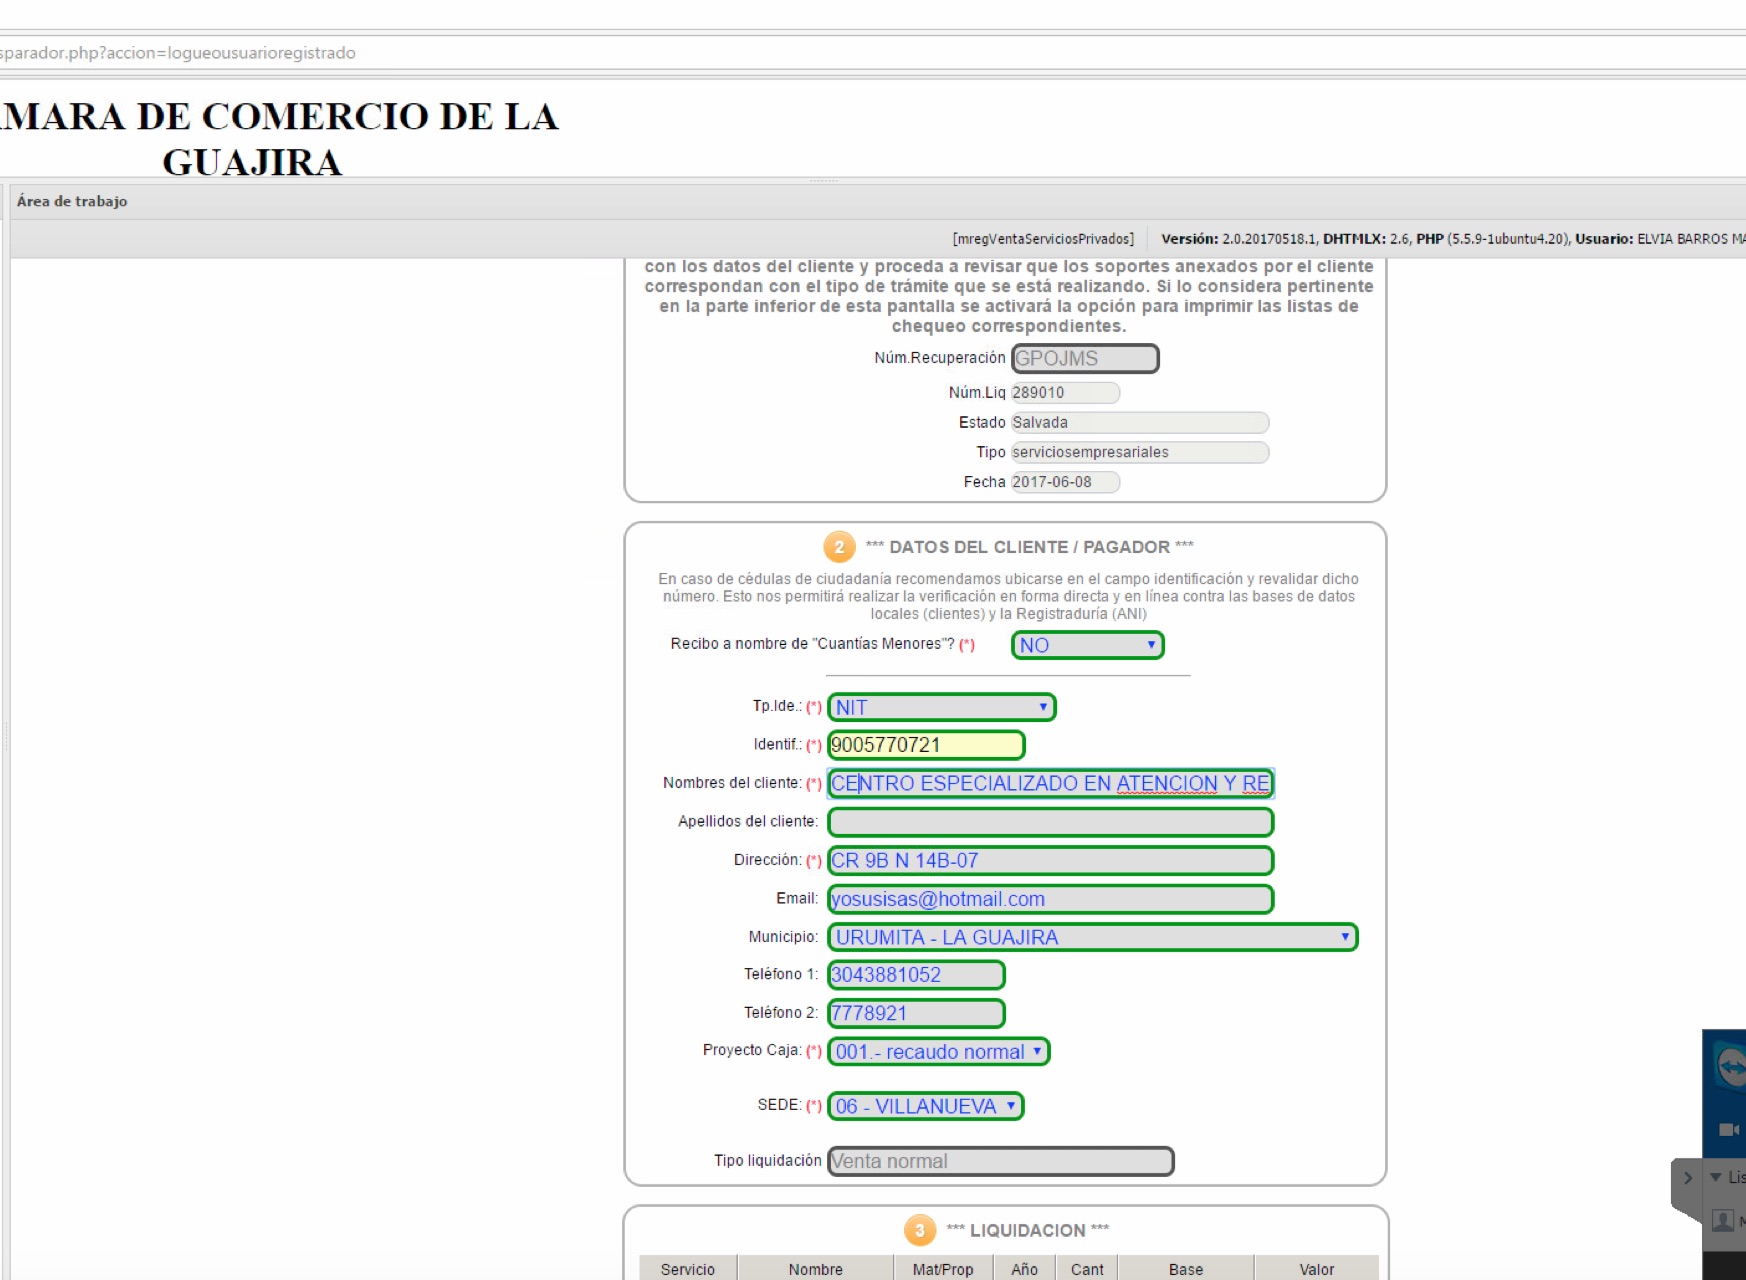 sparador.php?accion=logueousuarioregistrado
MARA DE COMERCIO DE LA
GUAJIRA
Área de trabajo
[mregVentaServiciosPrivados] Versión: 2.0.20170518.1, DHTMLX: 2.6, PHP (5.5.9-1ubuntu4.20), Usuario: ELVIA BARROS MA
con los datos del cliente y proceda a revisar que los soportes anexados por el cliente
correspondan con el tipo de trámite que se está realizando. Si lo considera pertinente
en la parte inferior de esta pantalla se activará la opción para imprimir las listas de
chequeo correspondientes.
Núm.Recuperación GPOJMS
Núm.Liq 289010
Estado Salvada
Tipo serviciosempresariales
Fecha 2017-06-08
2 *** DATOS DEL CLIENTE / PAGADOR ***
En caso de cédulas de ciudadanía recomendamos ubicarse en el campo identificación y revalidar dicho
número. Esto nos permitirá realizar la verificación en forma directa y en línea contra las bases de datos
locales (clientes) y la Registraduría (ANI)
Recibo a nombre de "Cuantías Menores"? (*) NO
Tp.Ide.: (*) NIT
Identif.: (*) 9005770721
Nombres del cliente: (*) CENTRO ESPECIALIZADO EN ATENCION Y RE
Apellidos del cliente:
Dirección: (*) CR 9B N 14B-07
Email: yosusisas@hotmail.com
Municipio: URUMITA - LA GUAJIRA
Teléfono 1: 3043881052
Teléfono 2: 7778921
Proyecto Caja: (*) 001.- recaudo normal
SEDE: (*) 06 - VILLANUEVA
Tipo liquidación Venta normal
Lis
M
3 *** LIQUIDACION ***
Servicio Nombre Mat/Prop Año Cant Base Valor